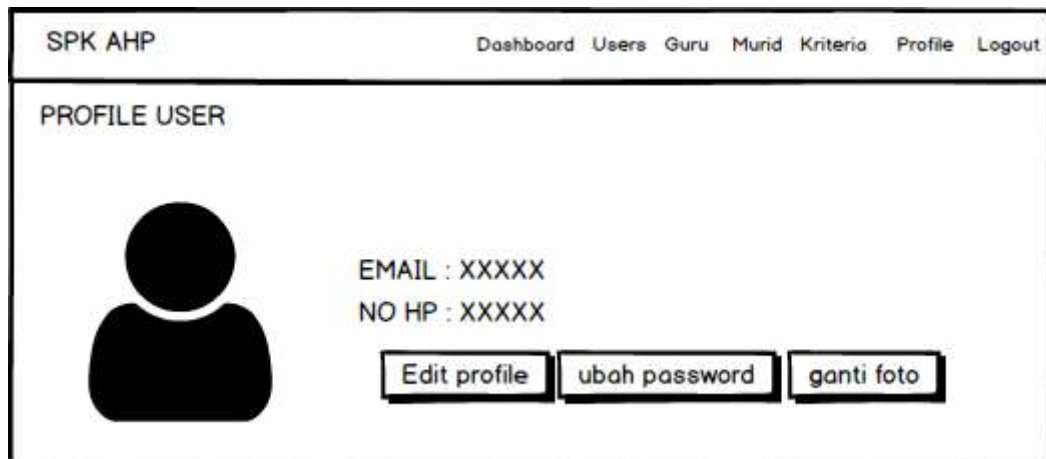 SPK AHP Dashboard Users Guru Murid Kriteria Profile Logout
PROFILE USER
EMAIL : XXXXX
NO HP : XXXXX
Edit profile ubah password ganti foto